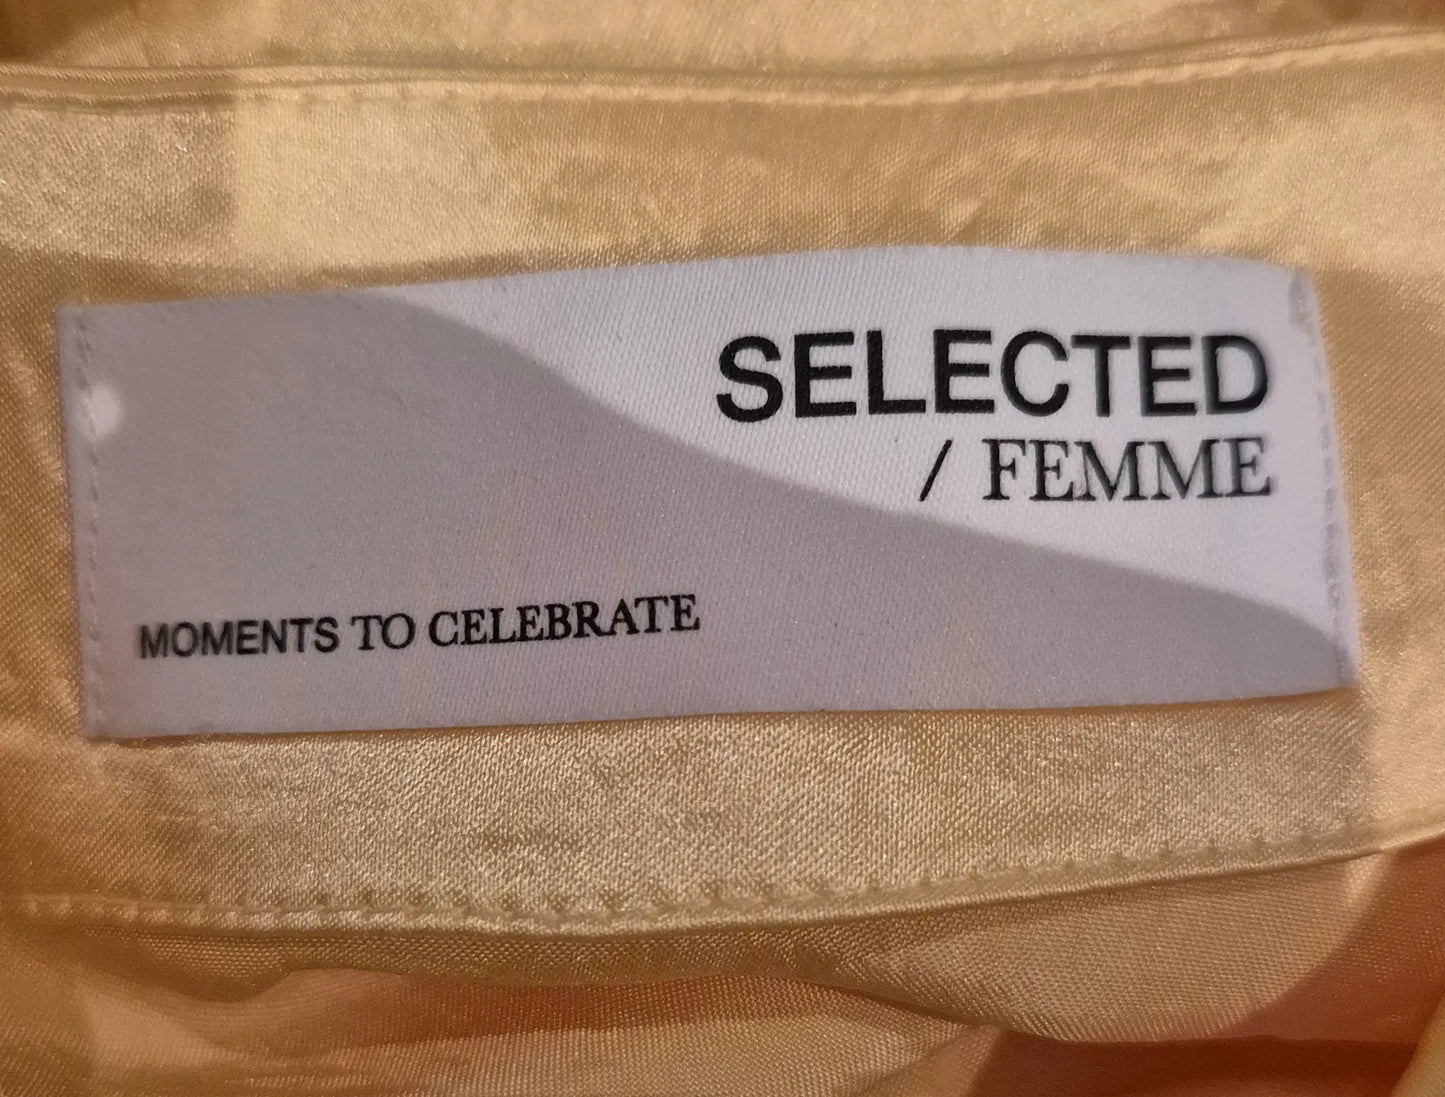 SELECTED
/ FEMME
MOMENTS TO CELEBRATE